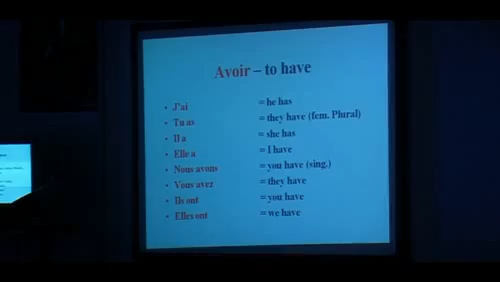 Avoir – to have
• J'ai = he has
• Tu as = they have (fem. Plural)
• Il a = she has
• Elle a = I have
• Nous avons = you have (sing.)
• Vous avez = they have
• Ils ont = you have
• Elles ont = we have